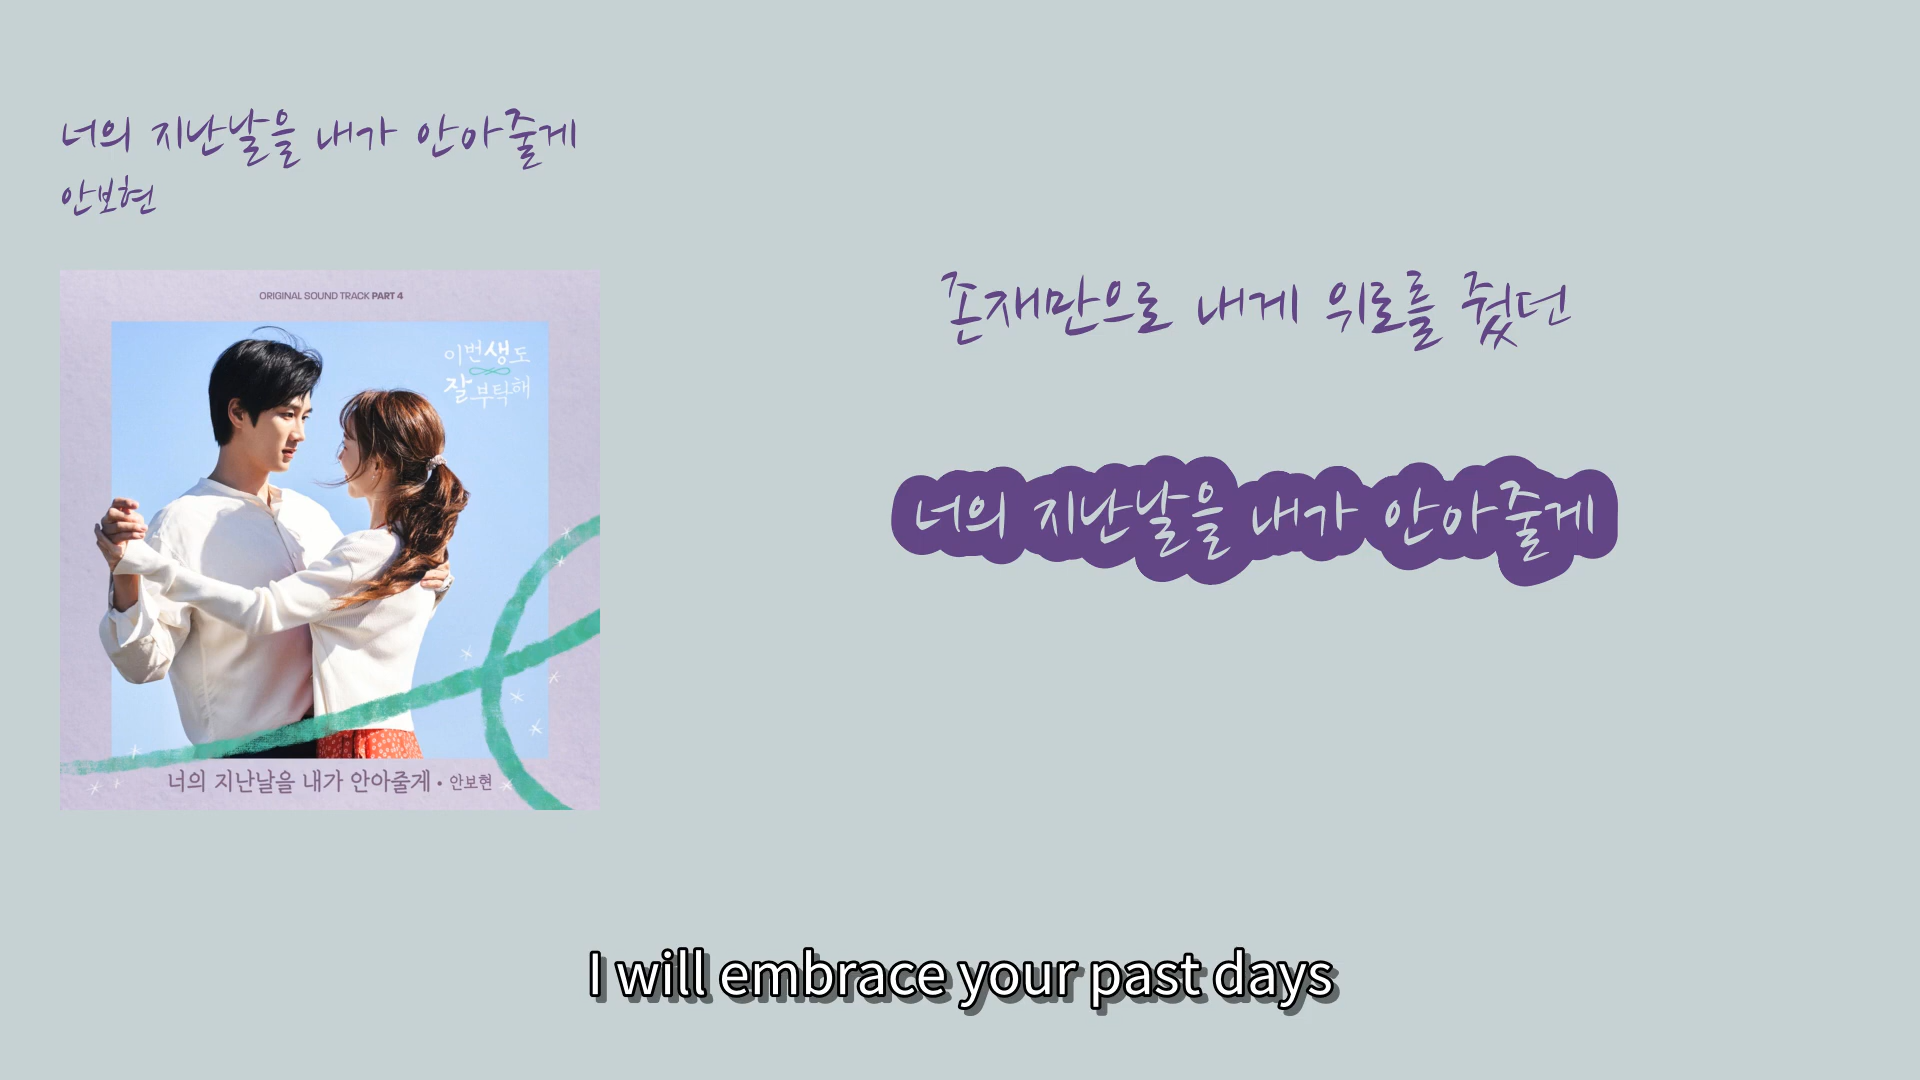 너의 지난날을 내가 안아줄게
안보현
ORIGINAL SOUND TRACK PART 4
이번생도
잘부탁해
너의 지난날을 내가 안아줄게 • 안보현
존재만으로 내게 위로를 줬던
너의 지난날을 내가 안아줄게
I will embrace your past days